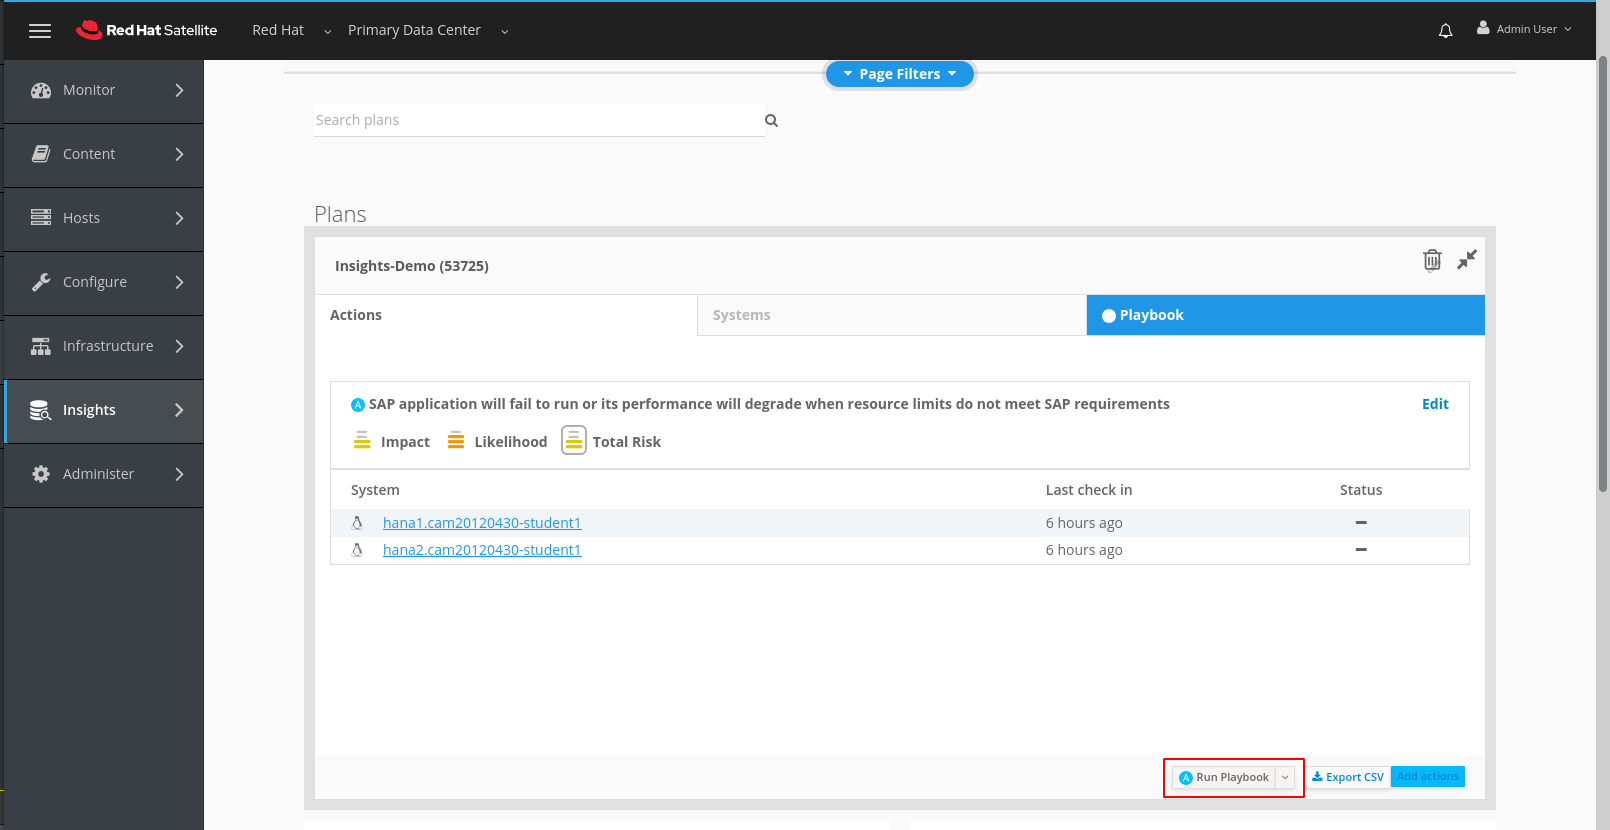 Red Hat Satellite Red Hat Primary Data Center Admin User
Monitor
Content
Hosts
Configure
Infrastructure
Insights
Administer
Page Filters
Search plans
Plans
Insights-Demo (53725)
Actions Systems Playbook
SAP application will fail to run or its performance will degrade when resource limits do not meet SAP requirements Edit
Impact Likelihood Total Risk
System Last check in Status
hana1.cam20120430-student1 6 hours ago
hana2.cam20120430-student1 6 hours ago
Run Playbook Export CSV Add actions